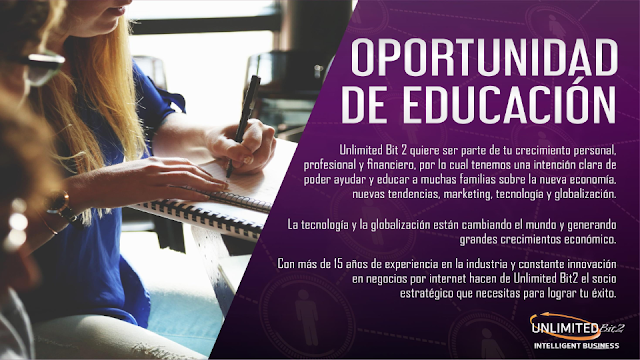 OPORTUNIDAD
DE EDUCACIÓN
Unlimited Bit 2 quiere ser parte de tu crecimiento personal,
profesional y financiero, por lo cual tenemos una intención clara de
poder ayudar y educar a muchas familias sobre la nueva economía,
nuevas tendencias, marketing, tecnología y globalización.
La tecnología y la globalización están cambiando el mundo y generando
grandes crecimientos económico.
Con más de 15 años de experiencia en la industria y constante innovación
en negocios por internet hacen de Unlimited Bit2 el socio
estratégico que necesitas para lograr tu éxito.
UNLIMITED Bit2
INTELLIGENT BUSINESS